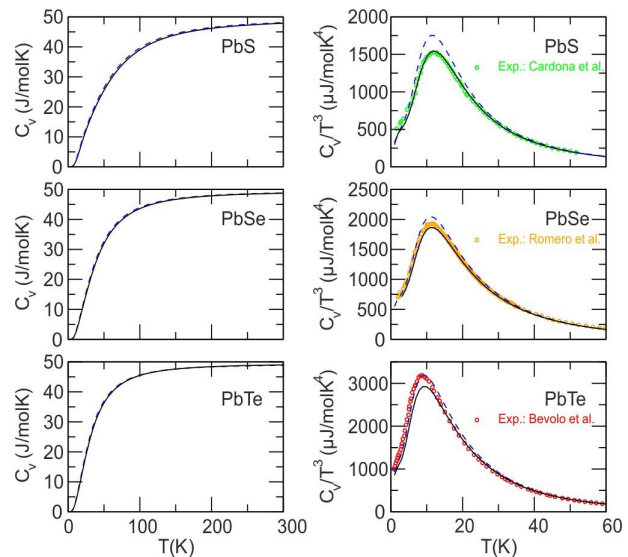 50
40
30
20
10
0
C_v (J/molK)
PbS
2000
1500
1000
500
0
C_v/T^3 (μJ/molK^4)
PbS
Exp.: Cardona et al.
50
40
30
20
10
0
C_v (J/molK)
PbSe
2500
2000
1500
1000
500
0
C_v/T^3 (μJ/molK^4)
PbSe
Exp.: Romero et al.
50
40
30
20
10
0
C_v (J/molK)
PbTe
0 100 200 300
T(K)
3000
2000
1000
0
C_v/T^3 (μJ/molK^4)
PbTe
Exp.: Bevolo et al.
0 20 40 60
T(K)